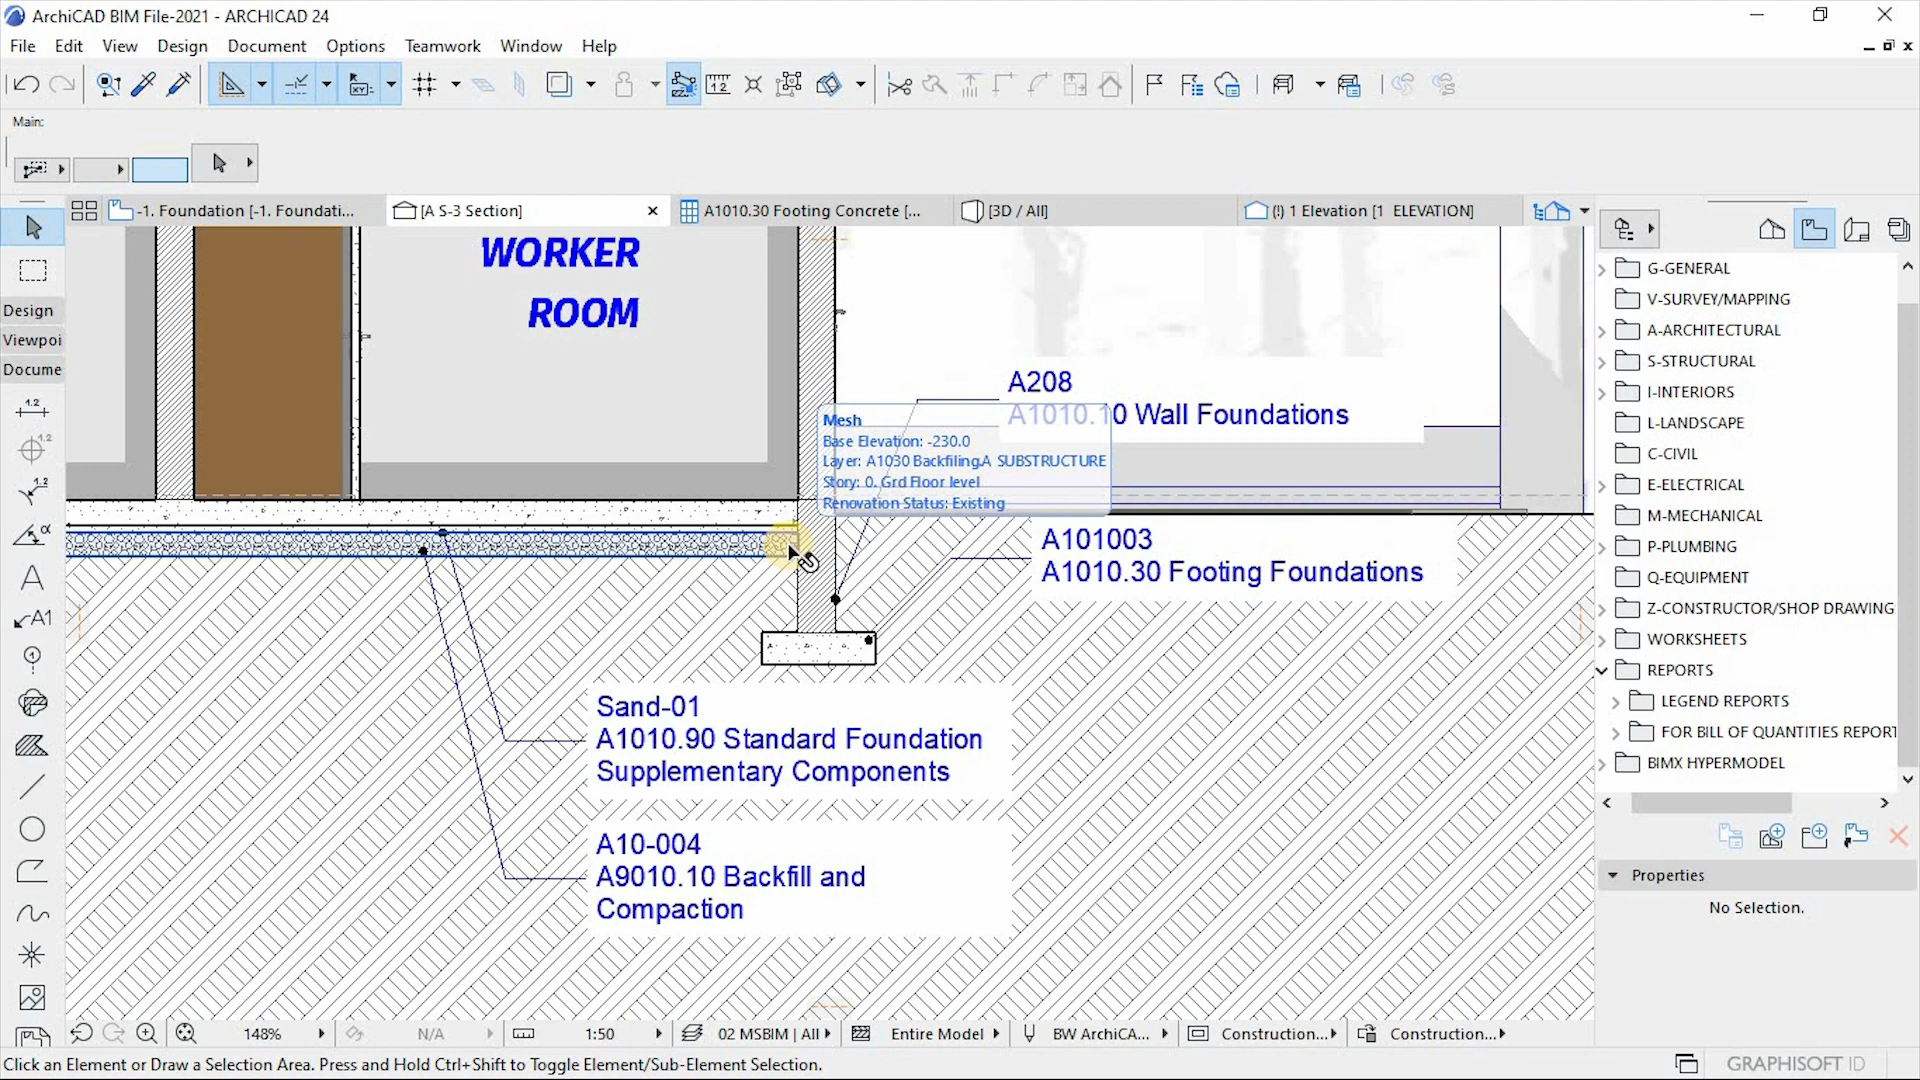 ArchiCAD BIM File-2021 - ARCHICAD 24
File Edit View Design Document Options Teamwork Window Help
Main:
-1. Foundation [-1. Foundati...
[A S-3 Section]
A1010.30 Footing Concrete [...
[3D / All]
(!) 1 Elevation [1 ELEVATION]
Design
Viewpoi
Docume
WORKER
ROOM
A208
A1010.10 Wall Foundations
Mesh
Base Elevation: -230.0
Layer: A1030 Backfiling.A SUBSTRUCTURE
Story: 0. Grd Floor level
Renovation Status: Existing
A101003
A1010.30 Footing Foundations
Sand-01
A1010.90 Standard Foundation
Supplementary Components
A10-004
A9010.10 Backfill and
Compaction
G-GENERAL
V-SURVEY/MAPPING
A-ARCHITECTURAL
S-STRUCTURAL
I-INTERIORS
L-LANDSCAPE
C-CIVIL
E-ELECTRICAL
M-MECHANICAL
P-PLUMBING
Q-EQUIPMENT
Z-CONSTRUCTOR/SHOP DRAWING
WORKSHEETS
REPORTS
LEGEND REPORTS
FOR BILL OF QUANTITIES REPORT
BIMX HYPERMODEL
Properties
No Selection.
148% N/A 1:50 02 MSBIM | All Entire Model BW ArchiCA... Construction... Construction...
Click an Element or Draw a Selection Area. Press and Hold Ctrl+Shift to Toggle Element/Sub-Element Selection.
GRAPHISOFT ID